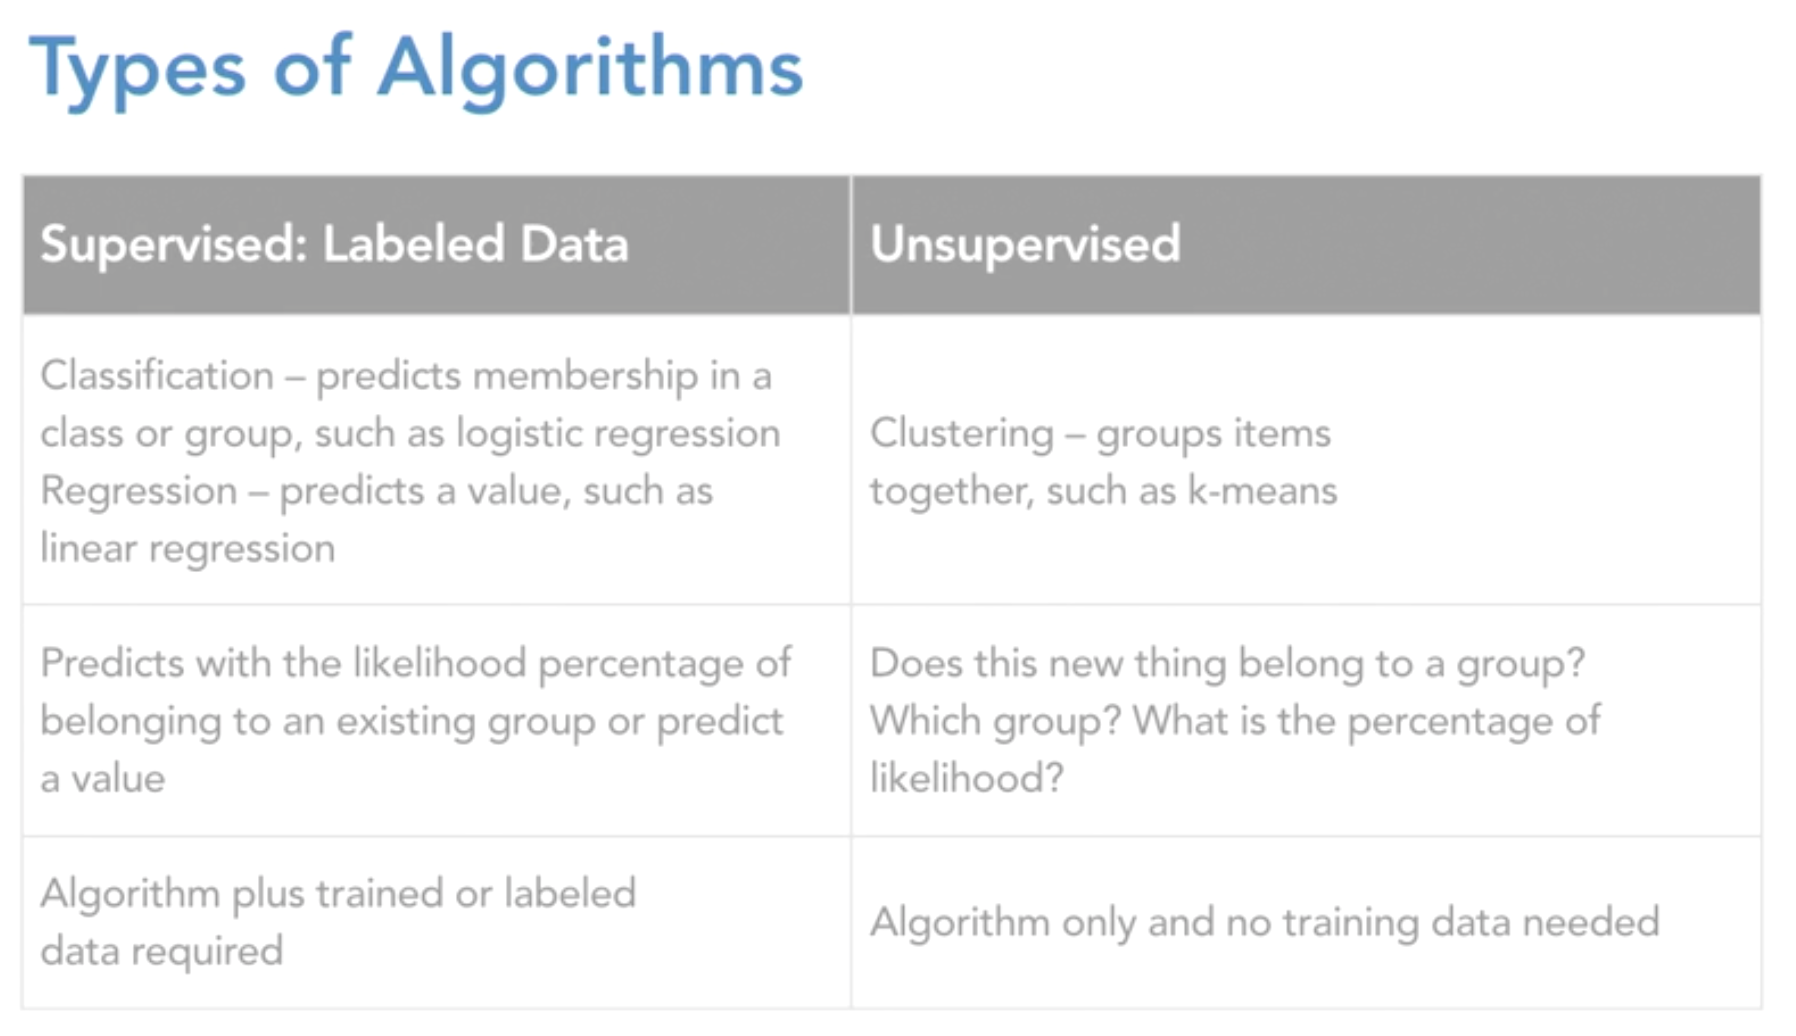 Types of Algorithms
Supervised: Labeled Data
Unsupervised
Classification – predicts membership in a
class or group, such as logistic regression
Regression – predicts a value, such as
linear regression
Clustering – groups items
together, such as k-means
Predicts with the likelihood percentage of
belonging to an existing group or predict
a value
Does this new thing belong to a group?
Which group? What is the percentage of
likelihood?
Algorithm plus trained or labeled
data required
Algorithm only and no training data needed